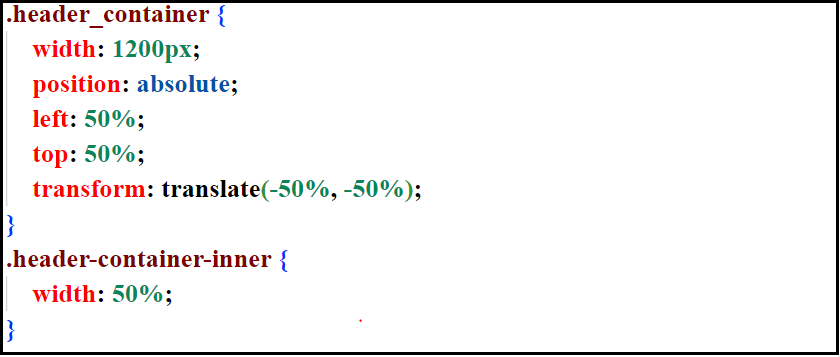 .header_container {
width: 1200px;
position: absolute;
left: 50%;
top: 50%;
transform: translate(-50%, -50%);
}
.header-container-inner {
width: 50%;
}